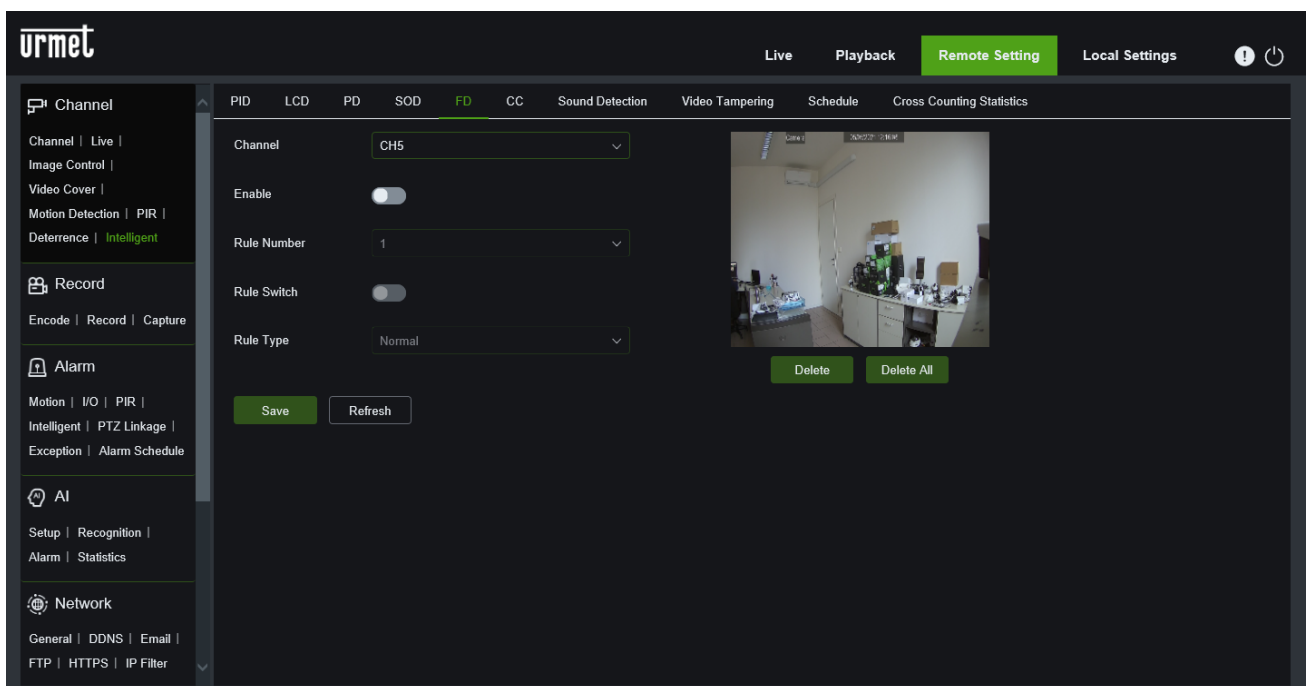 urmet
Live Playback Remote Setting Local Settings
Channel
Channel | Live |
Image Control |
Video Cover |
Motion Detection | PIR |
Deterrence | Intelligent
Record
Encode | Record | Capture
Alarm
Motion | I/O | PIR |
Intelligent | PTZ Linkage |
Exception | Alarm Schedule
AI
Setup | Recognition |
Alarm | Statistics
Network
General | DDNS | Email |
FTP | HTTPS | IP Filter
PID LCD PD SOD FD CC Sound Detection Video Tampering Schedule Cross Counting Statistics
Channel CH5
Enable
Rule Number 1
Rule Switch
Rule Type Normal
Save Refresh
Delete Delete All